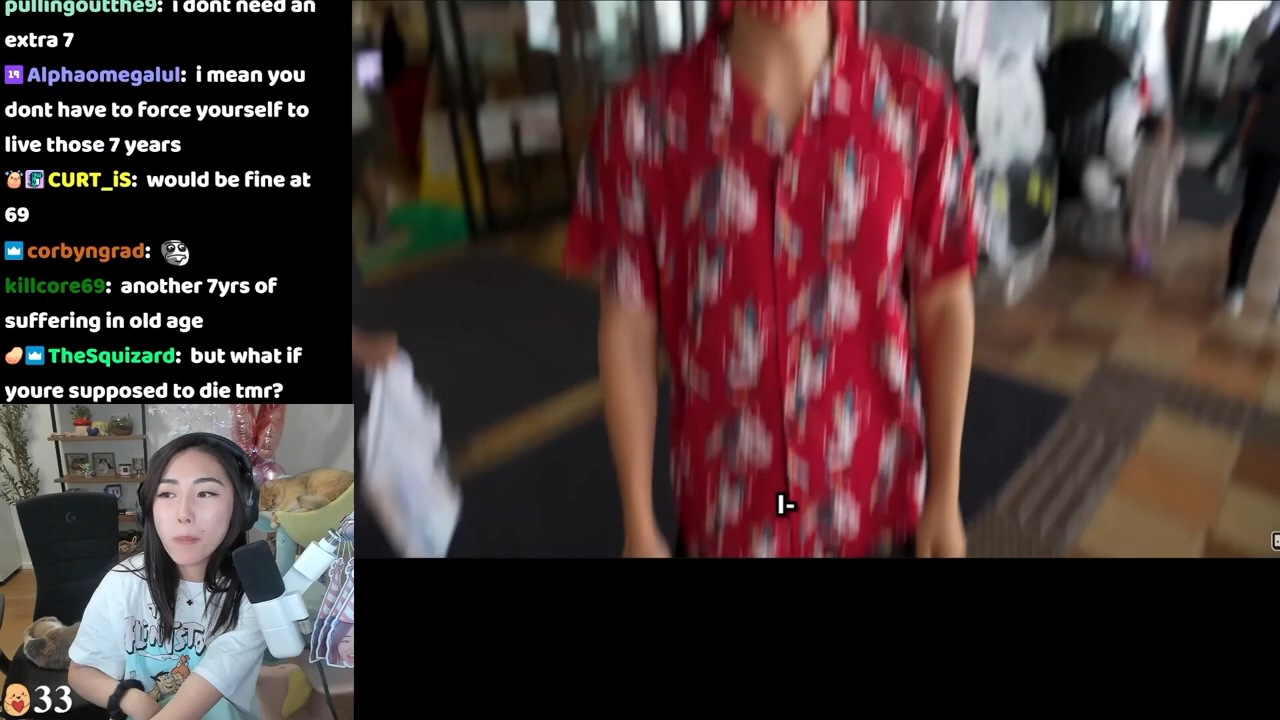 pullingoutthe9: i dont need an
extra 7
19 Alphaomegalul: i mean you
dont have to force yourself to
live those 7 years
CURT_iS: would be fine at
69
corbyngrad:
killcore69: another 7yrs of
suffering in old age
TheSquizard: but what if
youre supposed to die tmr?
I-
33